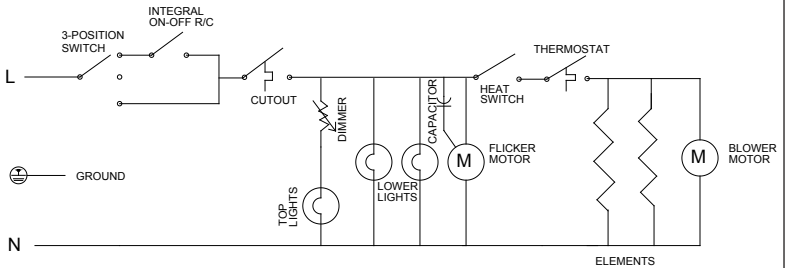 INTEGRAL
ON-OFF R/C
3-POSITION
SWITCH
THERMOSTAT
L
CUTOUT
HEAT
SWITCH
DIMMER
CAPACITOR
M
FLICKER
MOTOR
M
BLOWER
MOTOR
GROUND
LOWER
LIGHTS
TOP
LIGHTS
N
ELEMENTS